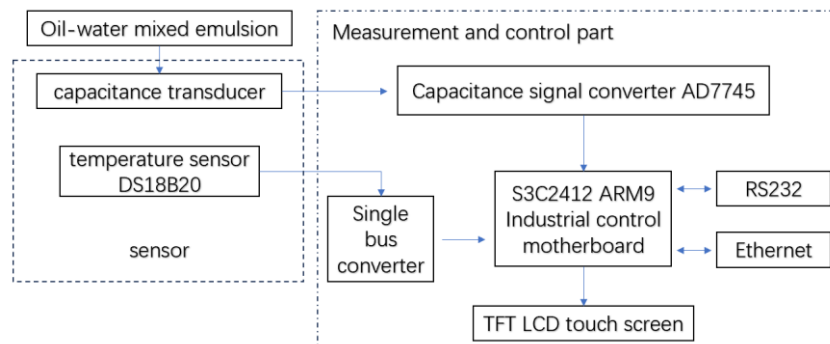 Oil-water mixed emulsion
Measurement and control part
capacitance transducer
Capacitance signal converter AD7745
temperature sensor
DS18B20
sensor
Single
bus
converter
S3C2412 ARM9
Industrial control
motherboard
RS232
Ethernet
TFT LCD touch screen